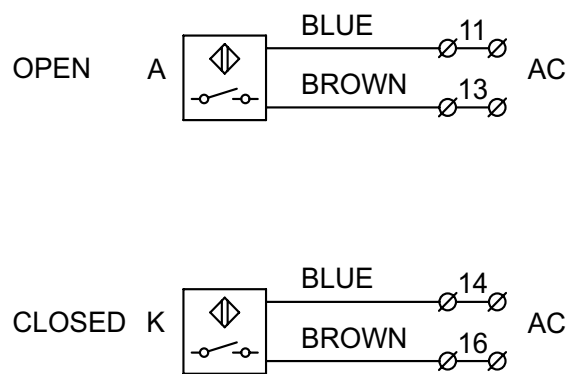 BLUE 11
OPEN A AC
BROWN 13
BLUE 14
CLOSED K AC
BROWN 16